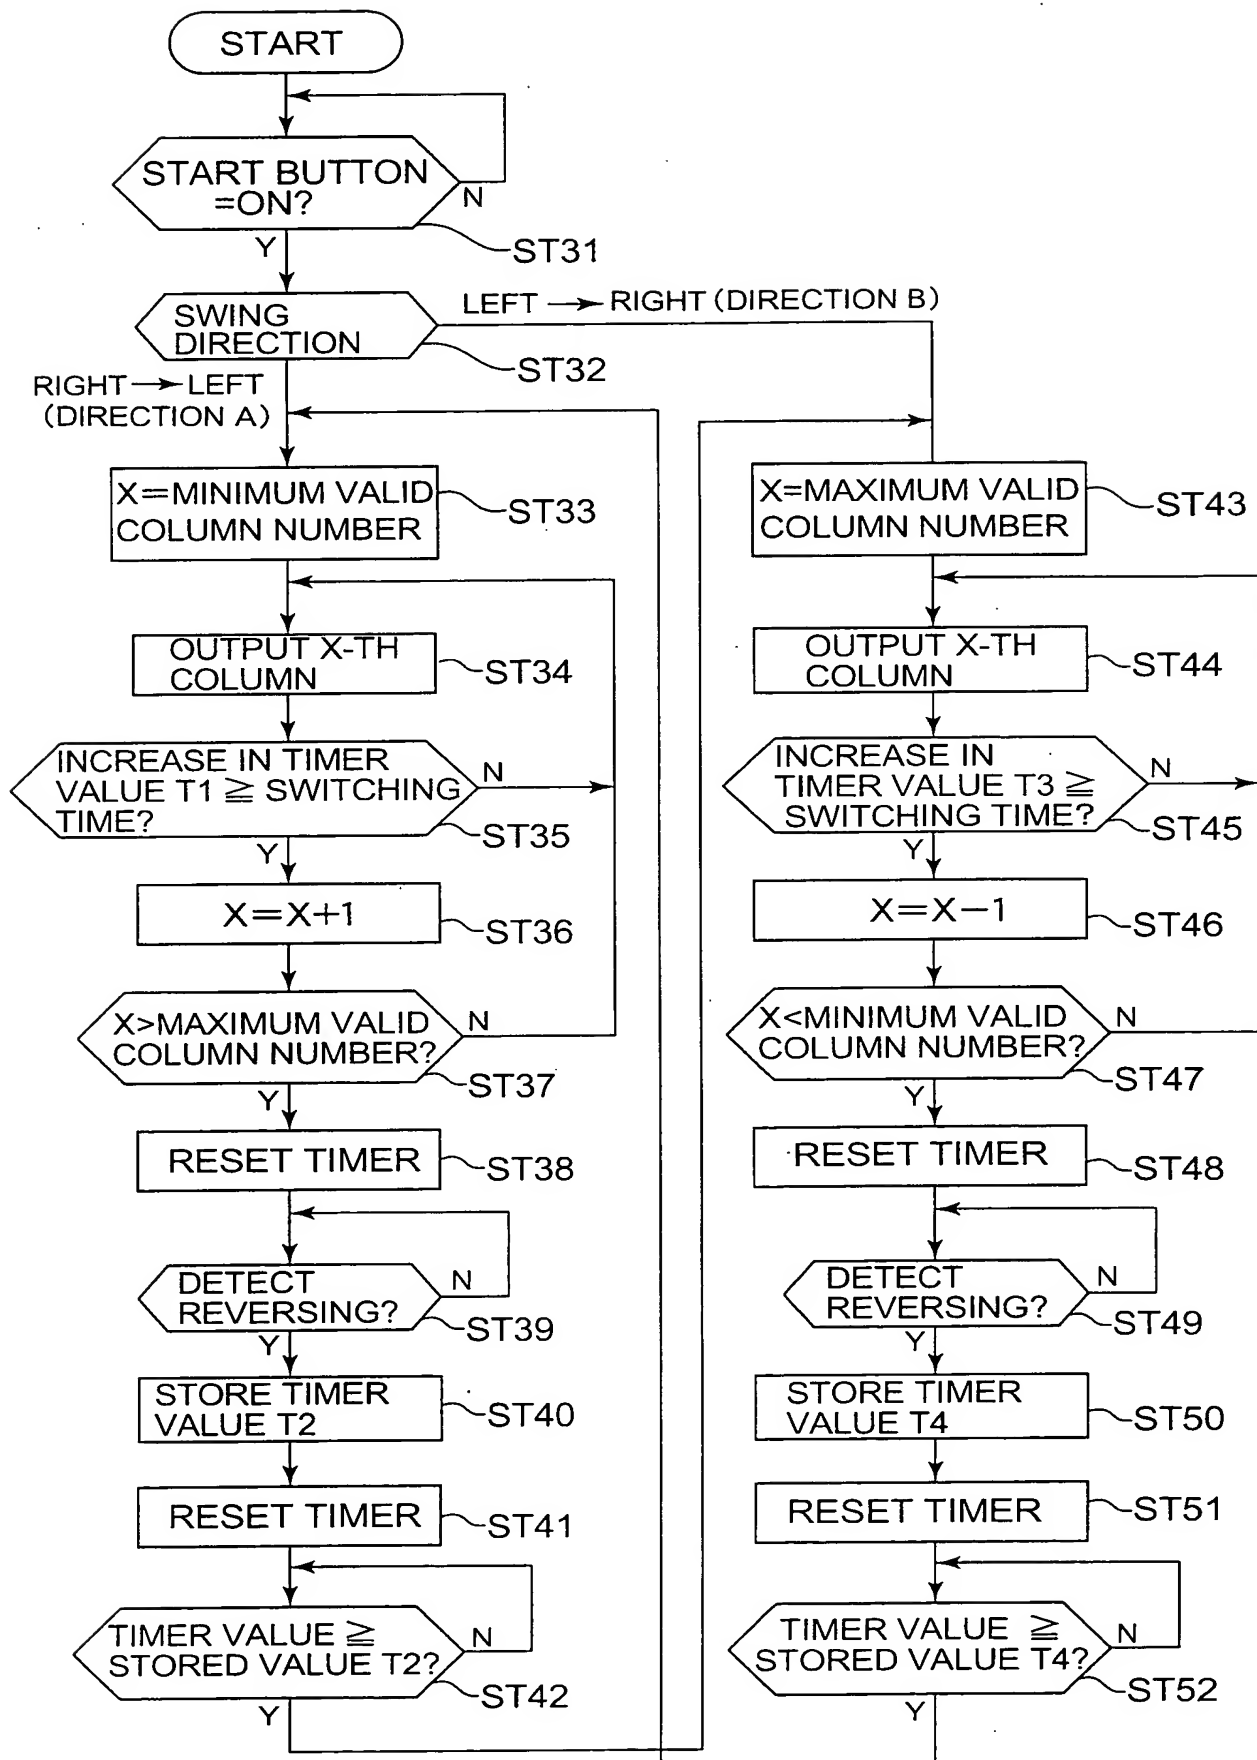 START
START BUTTON
=ON?
N
Y
ST31
SWING
DIRECTION
ST32
LEFT → RIGHT (DIRECTION B)
RIGHT → LEFT
(DIRECTION A)
X=MINIMUM VALID
COLUMN NUMBER
ST33
OUTPUT X-TH
COLUMN
ST34
INCREASE IN TIMER
VALUE T1 ≧ SWITCHING
TIME?
N
ST35
Y
X=X+1
ST36
X>MAXIMUM VALID
COLUMN NUMBER?
N
ST37
Y
RESET TIMER
ST38
DETECT
REVERSING?
N
ST39
Y
STORE TIMER
VALUE T2
ST40
RESET TIMER
ST41
TIMER VALUE ≧
STORED VALUE T2?
N
ST42
Y
X=MAXIMUM VALID
COLUMN NUMBER
ST43
OUTPUT X-TH
COLUMN
ST44
INCREASE IN
TIMER VALUE T3 ≧
SWITCHING TIME?
N
ST45
Y
X=X−1
ST46
X<MINIMUM VALID
COLUMN NUMBER?
N
ST47
Y
RESET TIMER
ST48
DETECT
REVERSING?
N
ST49
Y
STORE TIMER
VALUE T4
ST50
RESET TIMER
ST51
TIMER VALUE ≧
STORED VALUE T4?
N
ST52
Y